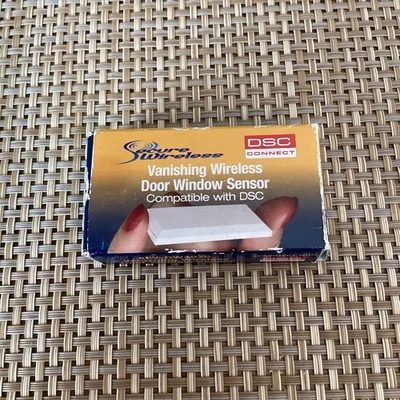 Secure
Wireless
DSC
CONNECT
Vanishing Wireless
Door Window Sensor
Compatible with DSC